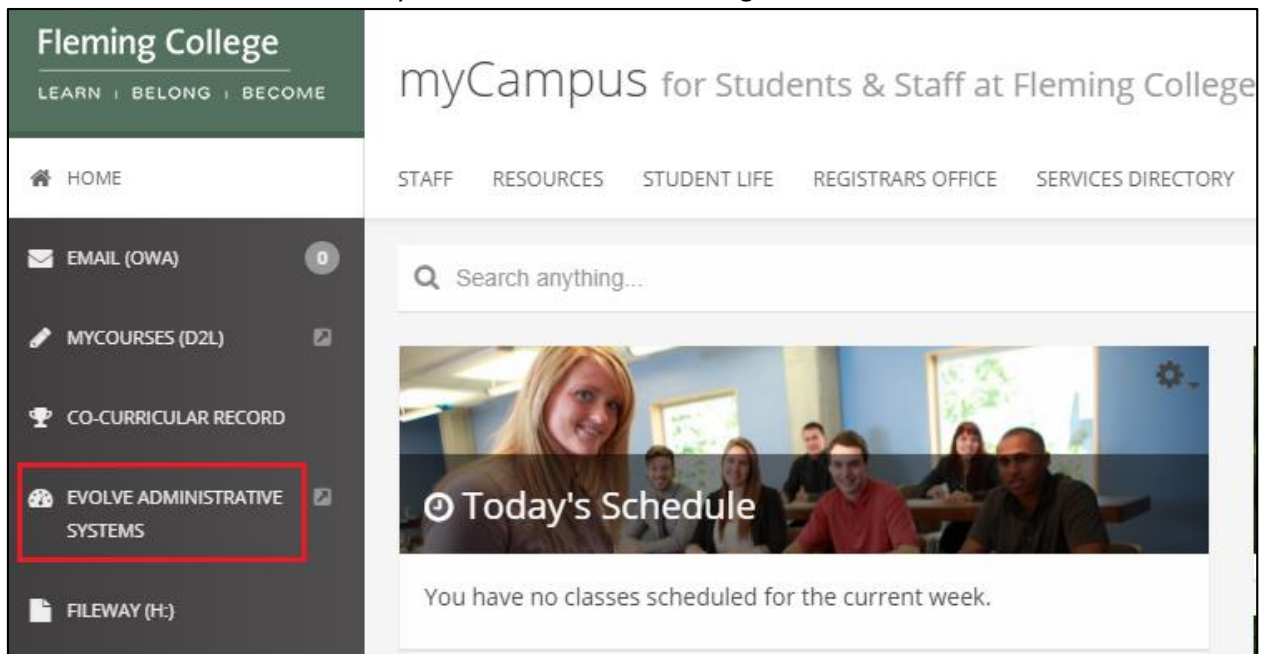 Fleming College
LEARN | BELONG | BECOME
myCampus for Students & Staff at Fleming College
HOME
STAFF RESOURCES STUDENT LIFE REGISTRARS OFFICE SERVICES DIRECTORY
EMAIL (OWA) 0
Search anything...
MYCOURSES (D2L)
CO-CURRICULAR RECORD
EVOLVE ADMINISTRATIVE
SYSTEMS
Today's Schedule
You have no classes scheduled for the current week.
FILEWAY (H:)